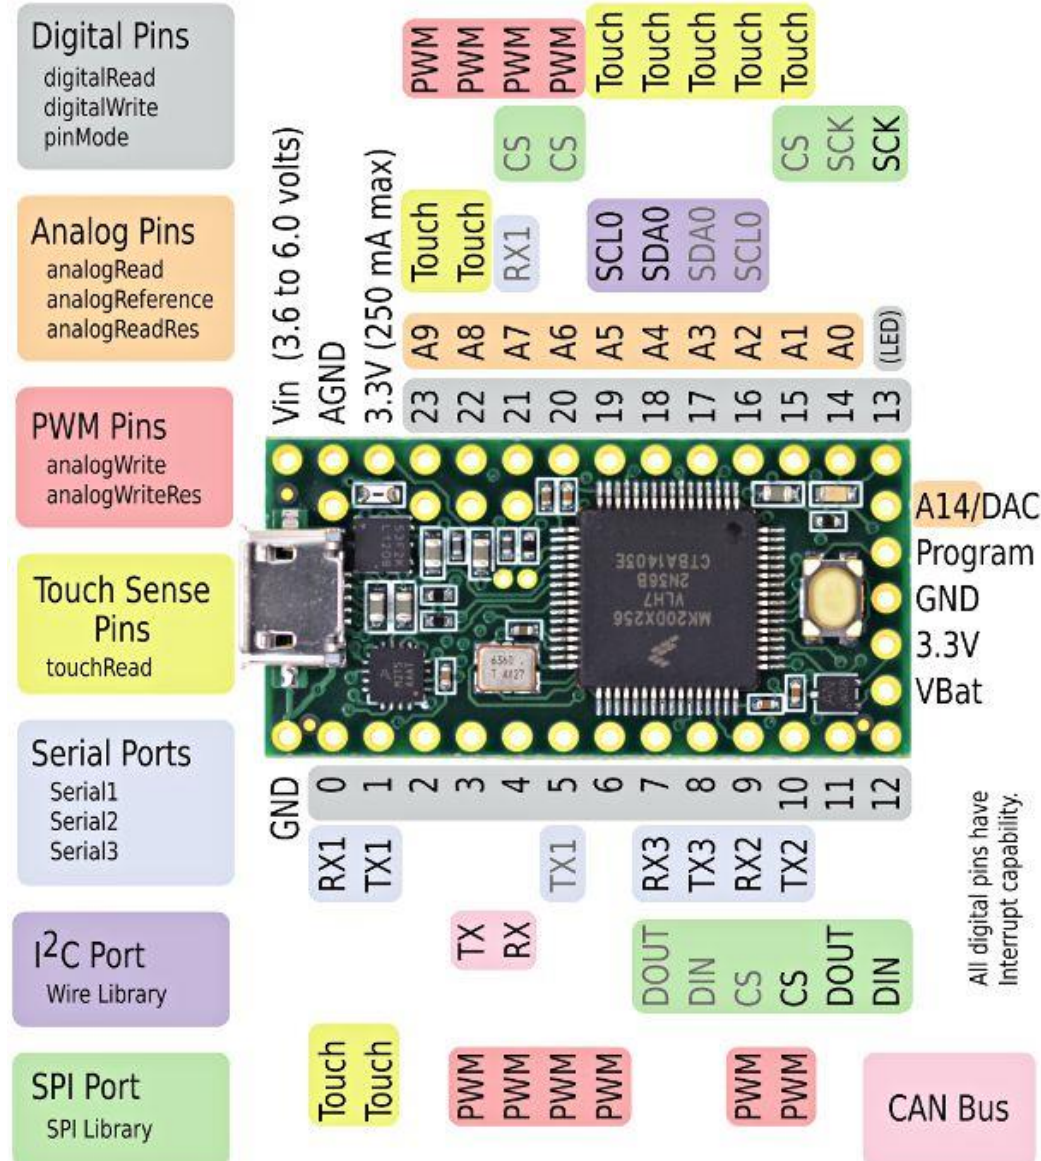 Digital Pins
digitalRead
digitalWrite
pinMode
Analog Pins
analogRead
analogReference
analogReadRes
PWM Pins
analogWrite
analogWriteRes
Touch Sense
Pins
touchRead
Serial Ports
Serial1
Serial2
Serial3
I²C Port
Wire Library
SPI Port
SPI Library
PWM PWM PWM PWM Touch Touch Touch Touch Touch
CS CS CS SCK SCK
Touch Touch RX1 SCL0 SDA0 SDA0 SCL0
A9 A8 A7 A6 A5 A4 A3 A2 A1 A0 (LED)
Vin (3.6 to 6.0 volts)
AGND
3.3V (250 mA max)
23 22 21 20 19 18 17 16 15 14 13
A14/DAC
Program
GND
3.3V
VBat
MK20DX256
VLH7
2N36B
CTBA1405E
GND 0 1 2 3 4 5 6 7 8 9 10 11 12
RX1 TX1 TX1 RX3 TX3 RX2 TX2
TX RX DOUT DIN CS CS DOUT DIN
Touch Touch PWM PWM PWM PWM PWM PWM
All digital pins have
Interrupt capability.
CAN Bus